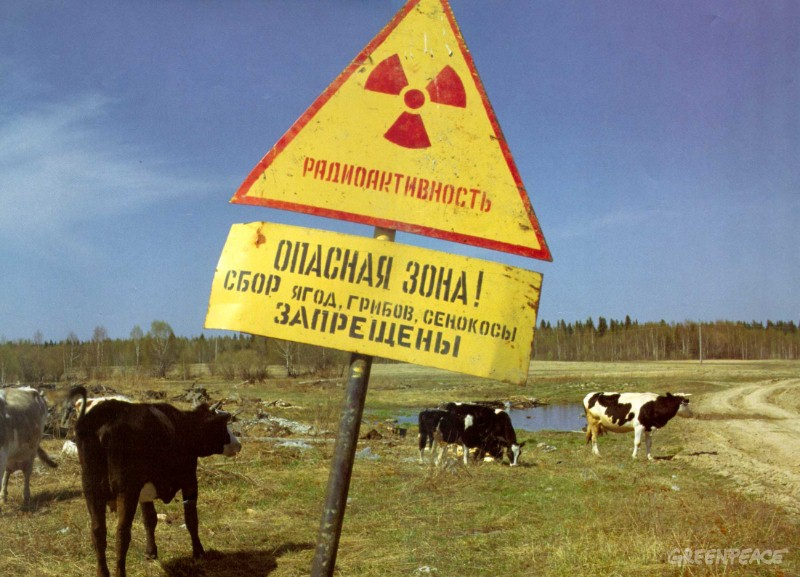 РАДИОАКТИВНОСТЬ
ОПАСНАЯ ЗОНА!
СБОР ЯГОД, ГРИБОВ, СЕНОКОСЫ
ЗАПРЕЩЕНЫ
GREENPEACE